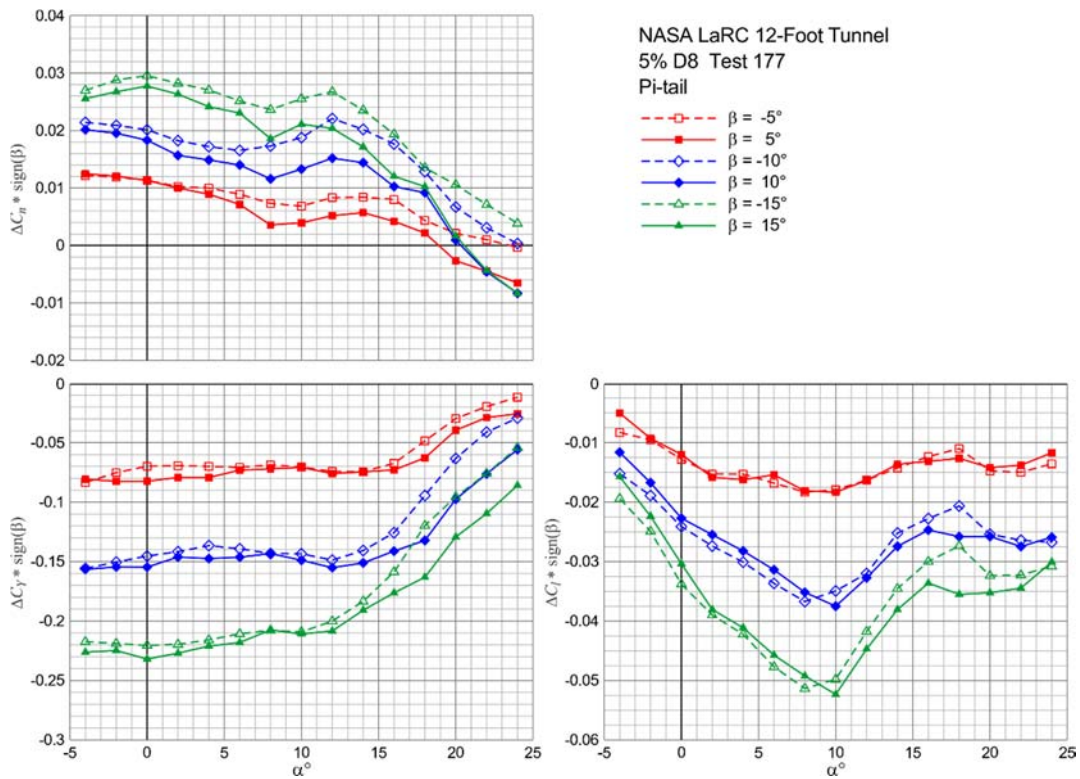 NASA LaRC 12-Foot Tunnel
5% D8 Test 177
Pi-tail
β = -5°
β = 5°
β = -10°
β = 10°
β = -15°
β = 15°
0.04
0.03
0.02
0.01
0
-0.01
-0.02
ΔCn * sign(β)
0
-0.05
-0.1
-0.15
-0.2
-0.25
-0.3
ΔCY * sign(β)
-5 0 5 10 15 20 25
α°
0
-0.01
-0.02
-0.03
-0.04
-0.05
-0.06
ΔCl * sign(β)
-5 0 5 10 15 20 25
α°